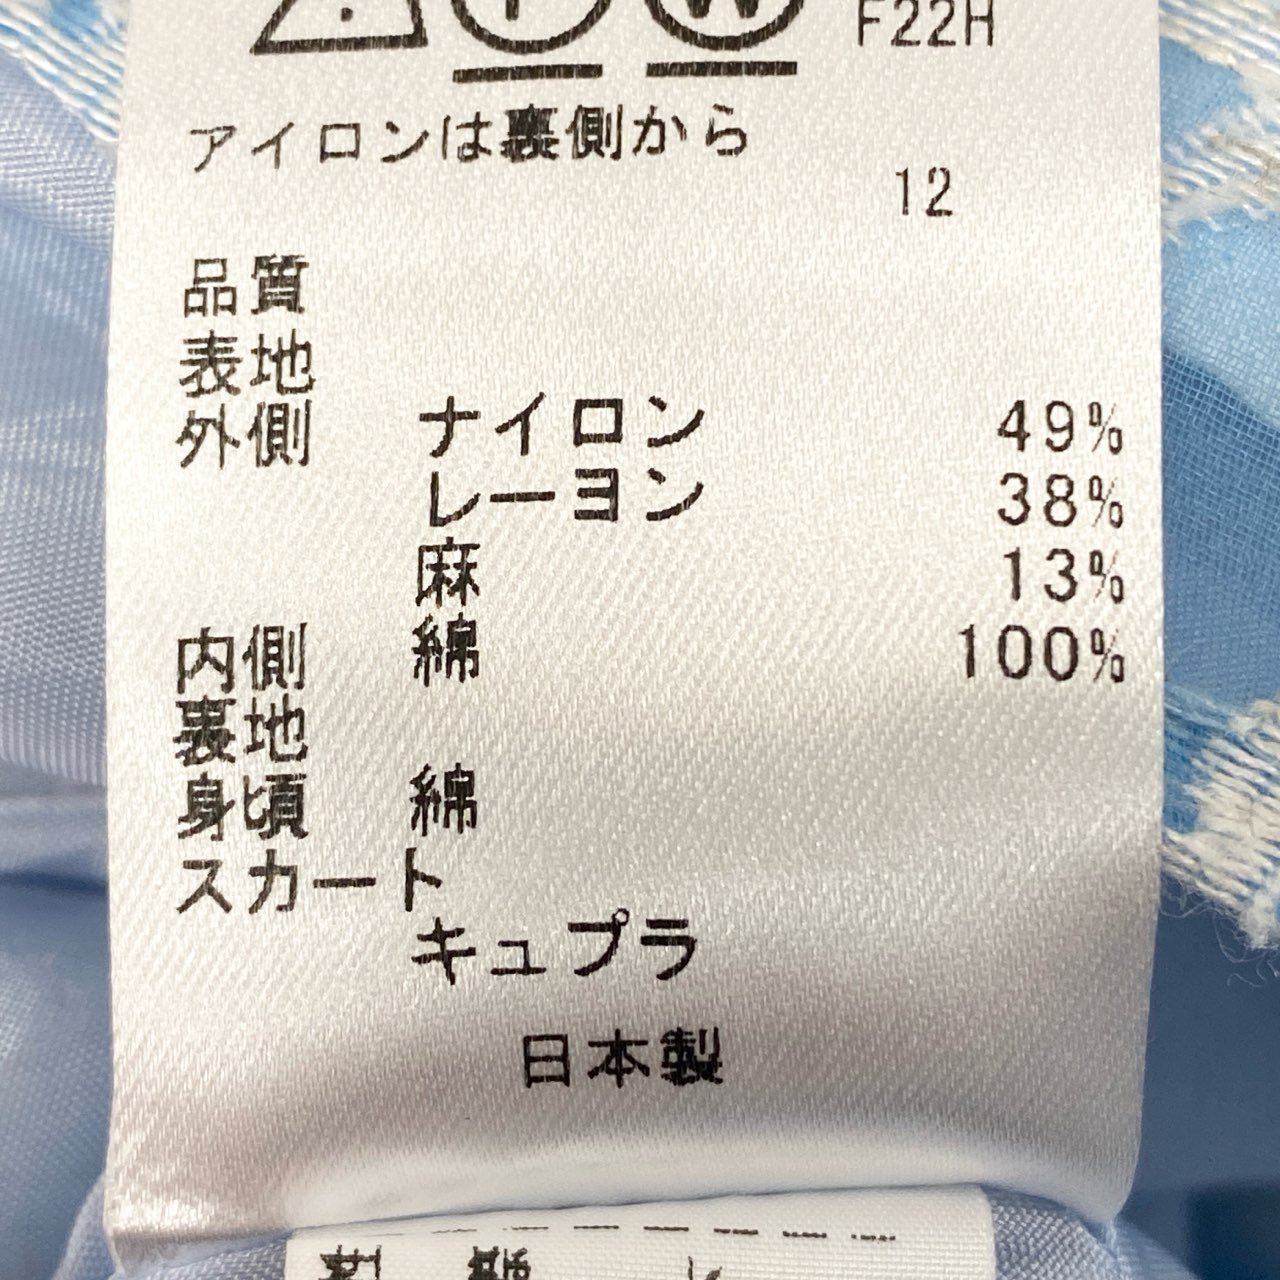 F22H
アイロンは裏側から
12
品質
表地
外側 ナイロン 49%
レーヨン 38%
麻 13%
内側 綿 100%
裏地
身頃 綿
スカート
キュプラ
日本製